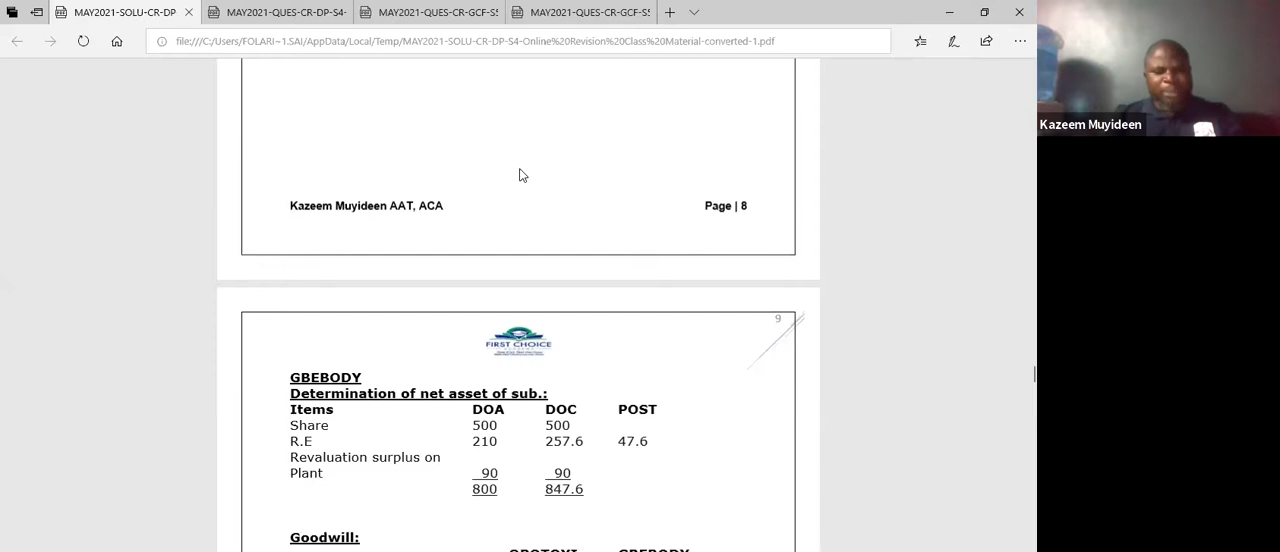 MAY2021-SOLU-CR-DP
MAY2021-QUES-CR-DP-S4-
MAY2021-QUES-CR-GCF-S5
MAY2021-QUES-CR-GCF-S5
file:///C:/Users/FOLARI~1.SAI/AppData/Local/Temp/MAY2021-SOLU-CR-DP-S4-Online%20Revision%20Class%20Material-converted-1.pdf
Kazeem Muyideen
Kazeem Muyideen AAT, ACA Page | 8
9
FIRST CHOICE
GBEBODY
Determination of net asset of sub.:
Items DOA DOC POST
Share 500 500
R.E 210 257.6 47.6
Revaluation surplus on
Plant 90 90
800 847.6
Goodwill:
GBEBODY